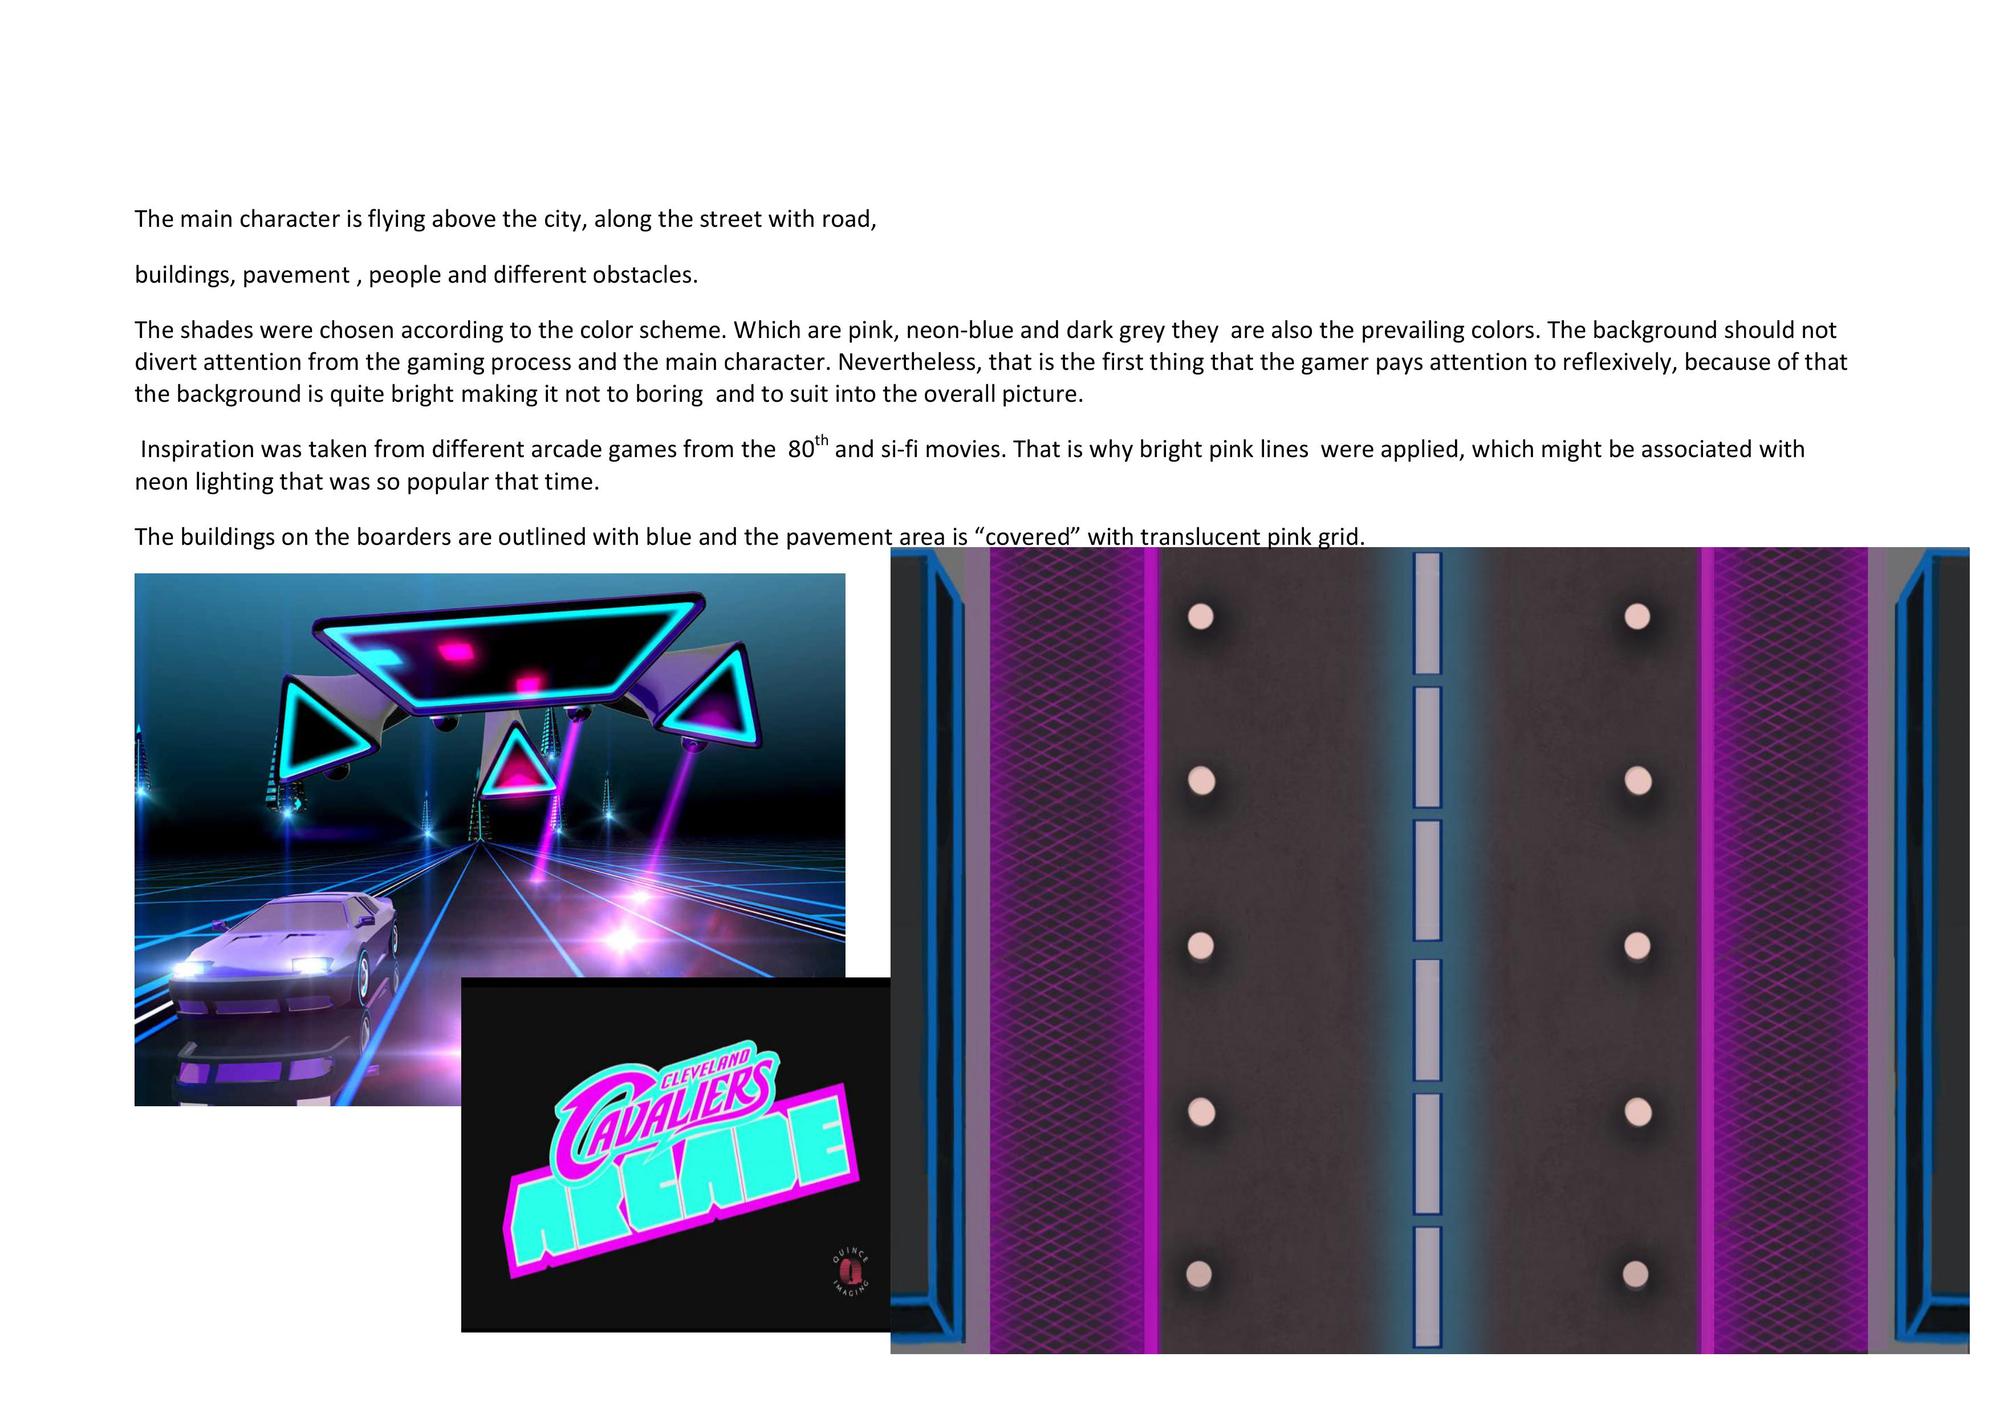 The main character is flying above the city, along the street with road,
buildings, pavement , people and different obstacles.
The shades were chosen according to the color scheme. Which are pink, neon-blue and dark grey they  are also the prevailing colors. The background should not
divert attention from the gaming process and the main character. Nevertheless, that is the first thing that the gamer pays attention to reflexively, because of that
the background is quite bright making it not to boring  and to suit into the overall picture.
Inspiration was taken from different arcade games from the  80th and si-fi movies. That is why bright pink lines  were applied, which might be associated with
neon lighting that was so popular that time.
The buildings on the boarders are outlined with blue and the pavement area is “covered” with translucent pink grid.
CLEVELAND
CAVALIERS
ARCADE
QUINCE
IMAGING